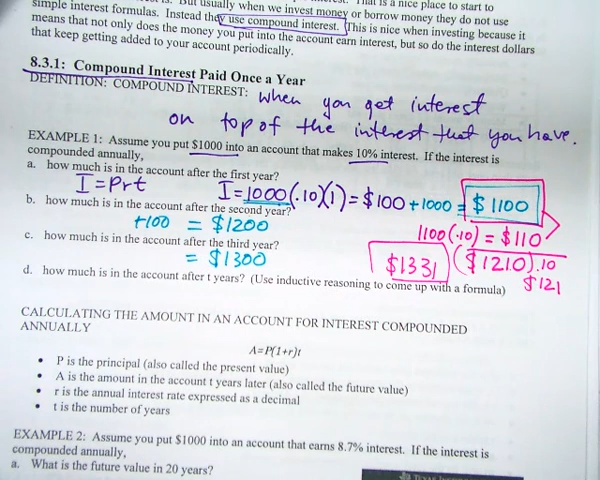 simple interest formulas. Instead they use compound interest. This is nice when investing because it
means that not only does the money you put into the account earn interest, but so do the interest dollars
that keep getting added to your account periodically.
8.3.1: Compound Interest Paid Once a Year
DEFINITION: COMPOUND INTEREST: when you get interest
on top of the interest that you have.
EXAMPLE 1: Assume you put $1000 into an account that makes 10% interest. If the interest is
compounded annually,
a. how much is in the account after the first year?
I=Prt I=1000(.10)(1)=$100+1000=$1100
b. how much is in the account after the second year?
+100 = $1200 1100(.10) = $110
c. how much is in the account after the third year?
= $1300 $1331 ($1210).10
$121
d. how much is in the account after t years? (Use inductive reasoning to come up with a formula)
CALCULATING THE AMOUNT IN AN ACCOUNT FOR INTEREST COMPOUNDED
ANNUALLY
A=P(1+r)t
• P is the principal (also called the present value)
• A is the amount in the account t years later (also called the future value)
• r is the annual interest rate expressed as a decimal
• t is the number of years
EXAMPLE 2: Assume you put $1000 into an account that earns 8.7% interest. If the interest is
compounded annually,
a. What is the future value in 20 years?